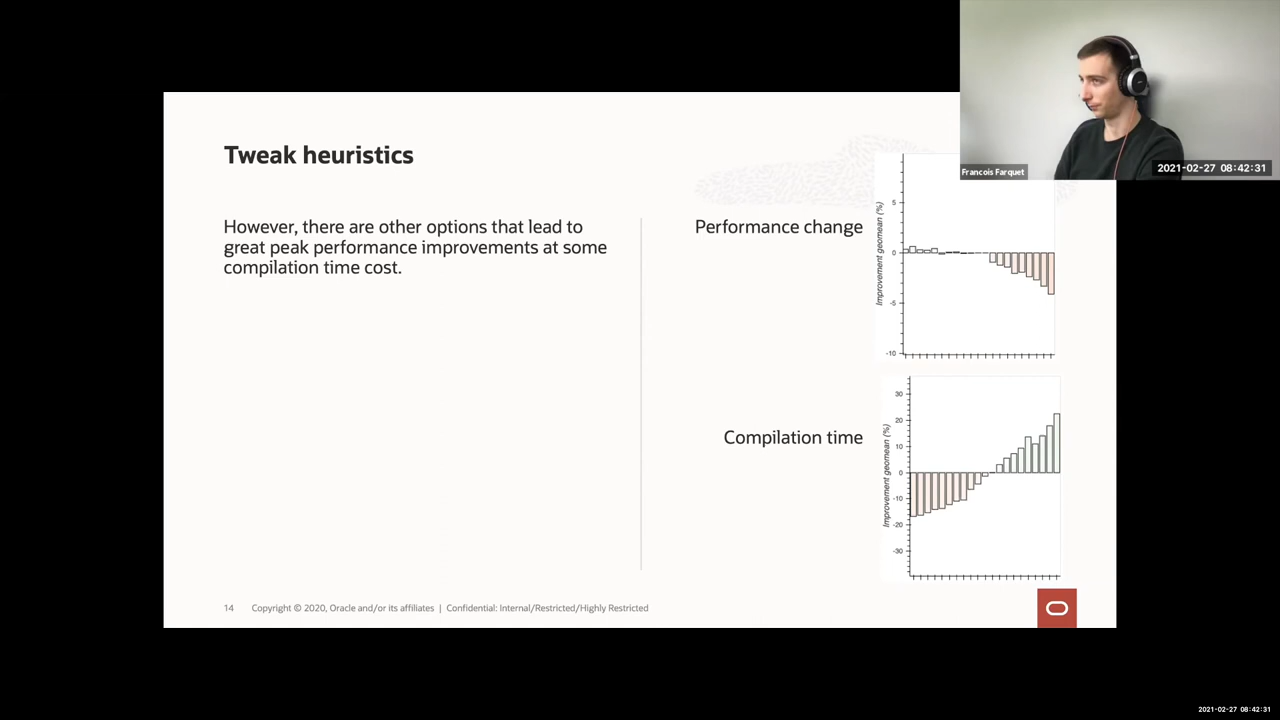 Francois Farquet
2021-02-27 08:42:31
Tweak heuristics
However, there are other options that lead to
great peak performance improvements at some
compilation time cost.
Performance change
Improvement geomean (%)
5
0
-5
-10
Compilation time
Improvement geomean (%)
30
20
10
0
-10
-20
-30
14 Copyright © 2020, Oracle and/or its affiliates | Confidential: Internal/Restricted/Highly Restricted
2021-02-27 08:42:31